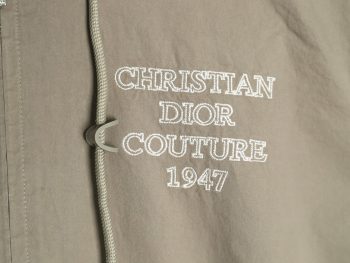 CHRISTIAN
DIOR
COUTURE
1947